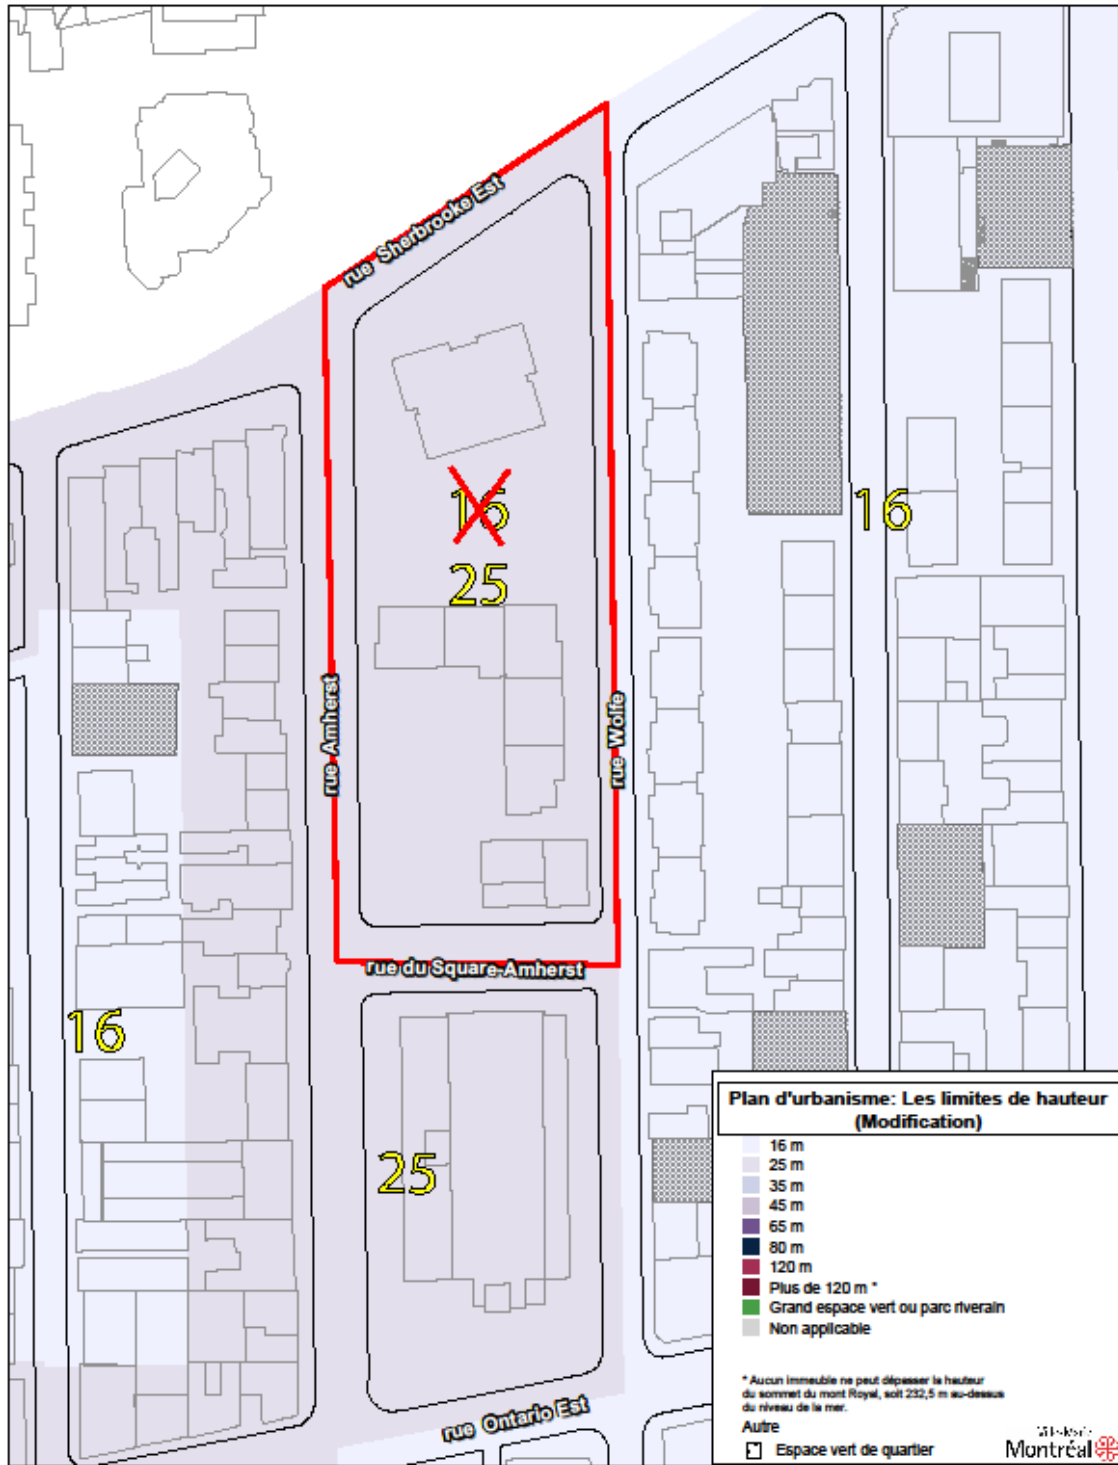 rue Sherbrooke Est
16
25
16
rue Amherst
rue Wolfe
rue du Square-Amherst
16
25
rue Ontario Est
Plan d'urbanisme: Les limites de hauteur
(Modification)
16 m
25 m
35 m
45 m
65 m
80 m
120 m
Plus de 120 m *
Grand espace vert ou parc riverain
Non applicable
* Aucun immeuble ne peut dépasser la hauteur
du sommet du mont Royal, soit 232,5 m au-dessus
du niveau de la mer.
Autre
Espace vert de quartier
Ville-Marie
Montréal